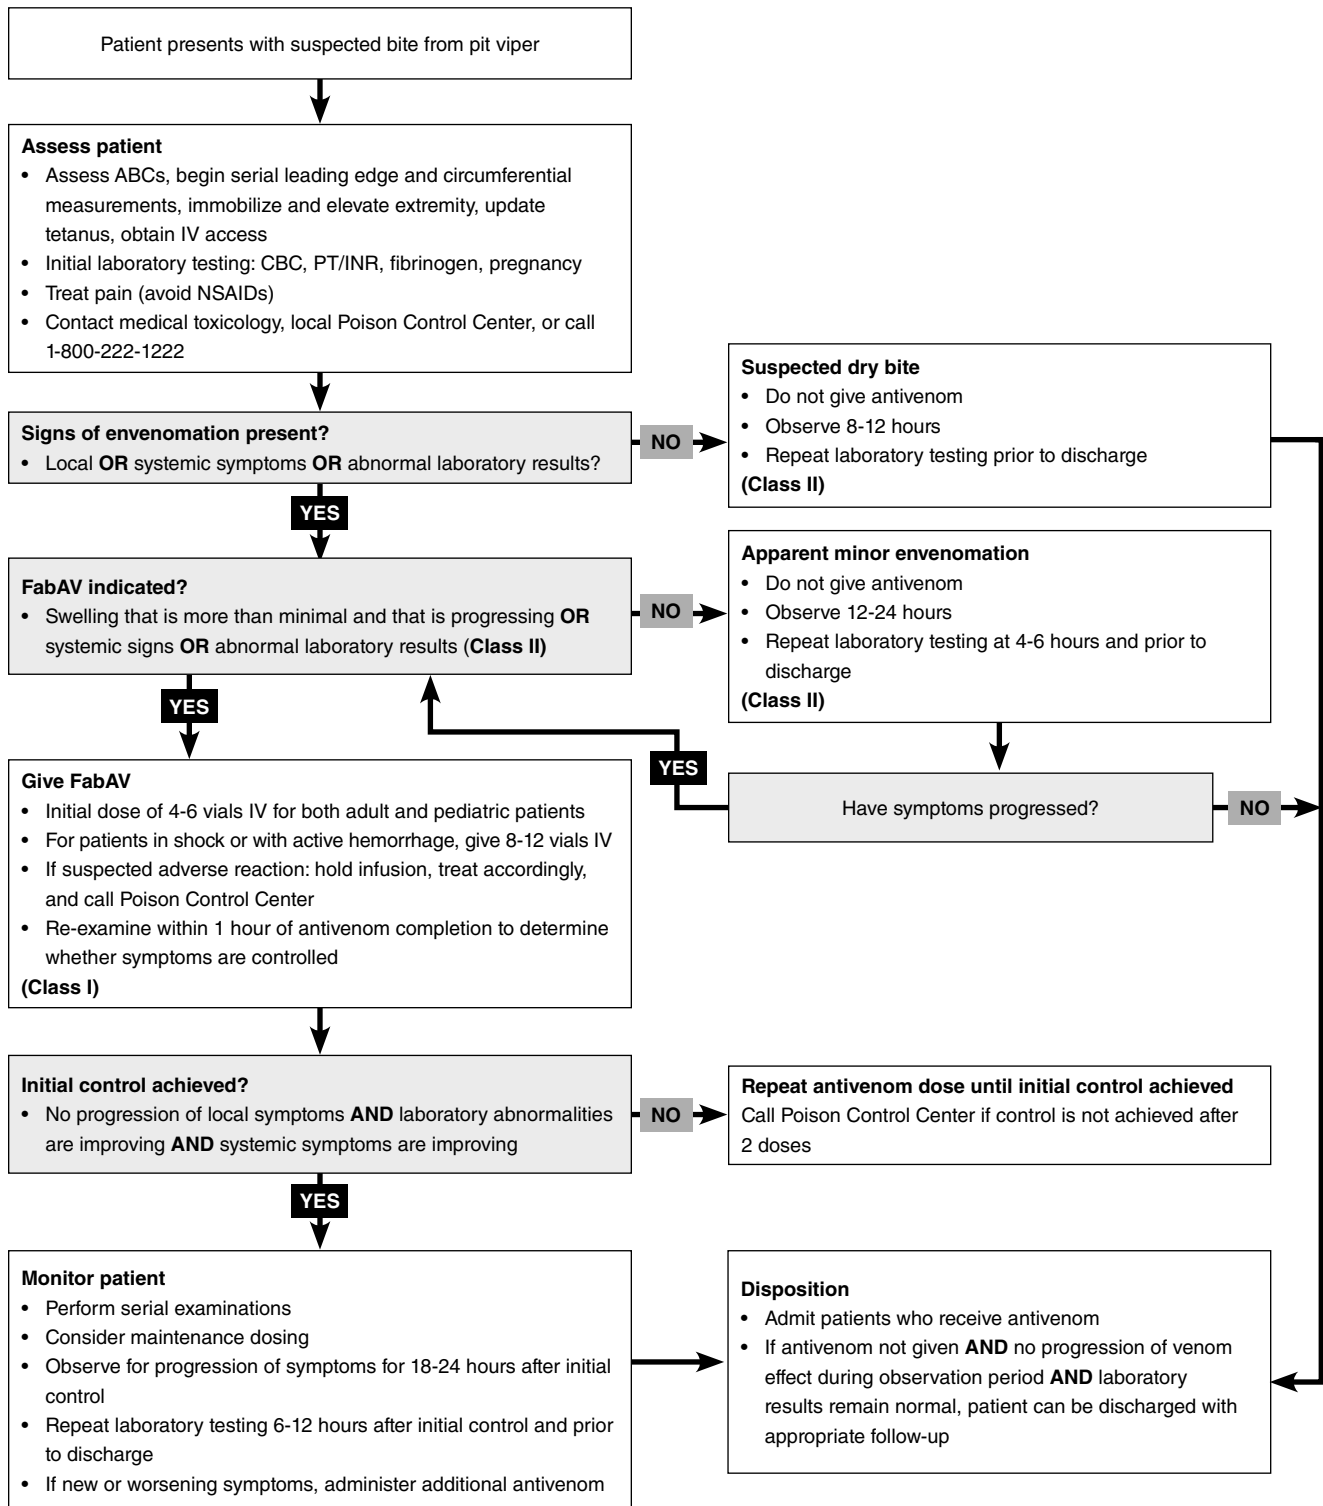 Patient presents with suspected bite from pit viper
Assess patient
• Assess ABCs, begin serial leading edge and circumferential
measurements, immobilize and elevate extremity, update
tetanus, obtain IV access
• Initial laboratory testing: CBC, PT/INR, fibrinogen, pregnancy
• Treat pain (avoid NSAIDs)
• Contact medical toxicology, local Poison Control Center, or call
1-800-222-1222
Signs of envenomation present?
• Local OR systemic symptoms OR abnormal laboratory results?
NO
Suspected dry bite
• Do not give antivenom
• Observe 8-12 hours
• Repeat laboratory testing prior to discharge
(Class II)
YES
FabAV indicated?
• Swelling that is more than minimal and that is progressing OR
systemic signs OR abnormal laboratory results (Class II)
NO
Apparent minor envenomation
• Do not give antivenom
• Observe 12-24 hours
• Repeat laboratory testing at 4-6 hours and prior to
discharge
(Class II)
YES
YES
Have symptoms progressed?
NO
Give FabAV
• Initial dose of 4-6 vials IV for both adult and pediatric patients
• For patients in shock or with active hemorrhage, give 8-12 vials IV
• If suspected adverse reaction: hold infusion, treat accordingly,
and call Poison Control Center
• Re-examine within 1 hour of antivenom completion to determine
whether symptoms are controlled
(Class I)
Initial control achieved?
• No progression of local symptoms AND laboratory abnormalities
are improving AND systemic symptoms are improving
NO
Repeat antivenom dose until initial control achieved
Call Poison Control Center if control is not achieved after
2 doses
YES
Monitor patient
• Perform serial examinations
• Consider maintenance dosing
• Observe for progression of symptoms for 18-24 hours after initial
control
• Repeat laboratory testing 6-12 hours after initial control and prior
to discharge
• If new or worsening symptoms, administer additional antivenom
Disposition
• Admit patients who receive antivenom
• If antivenom not given AND no progression of venom
effect during observation period AND laboratory
results remain normal, patient can be discharged with
appropriate follow-up